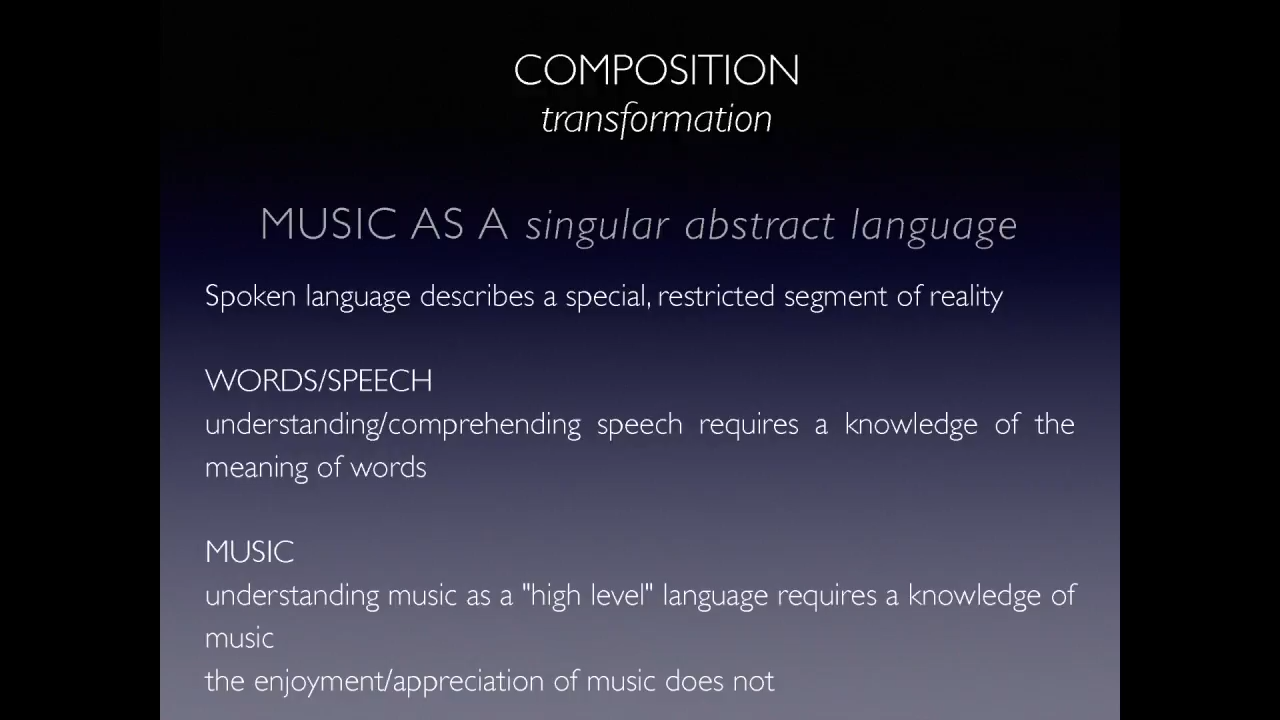 COMPOSITION
transformation
MUSIC AS A singular abstract language
Spoken language describes a special, restricted segment of reality
WORDS/SPEECH
understanding/comprehending speech requires a knowledge of the
meaning of words
MUSIC
understanding music as a "high level" language requires a knowledge of
music
the enjoyment/appreciation of music does not